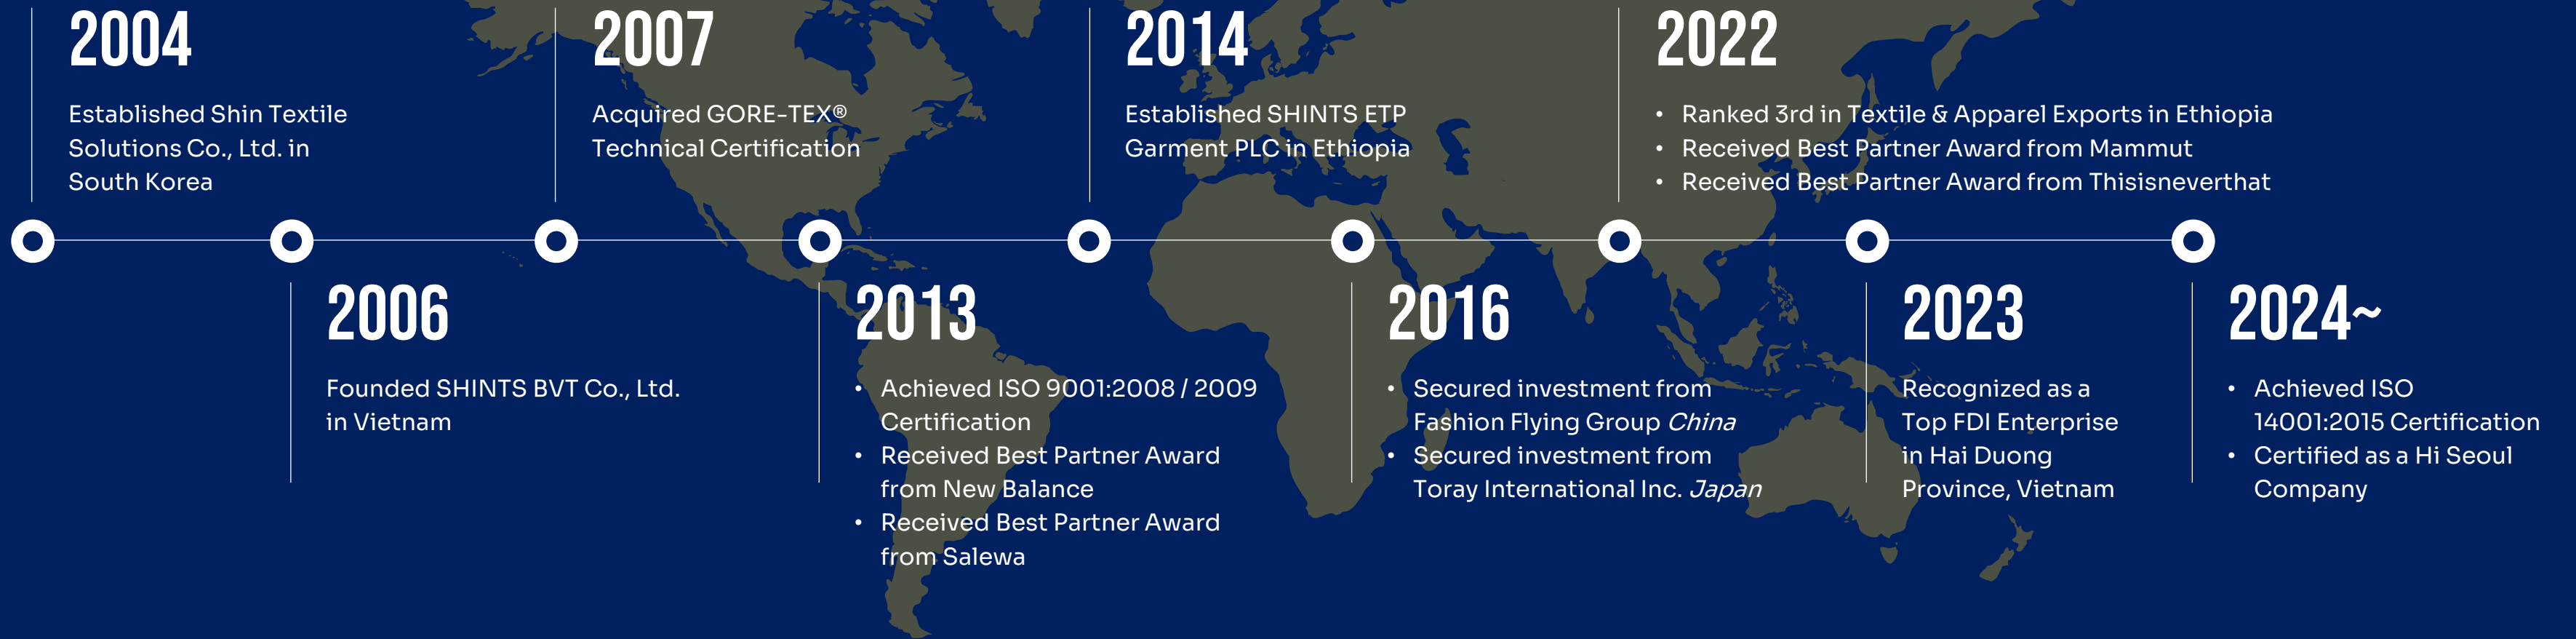 2004
Established Shin Textile
Solutions Co., Ltd. in
South Korea
2006
Founded SHINTS BVT Co., Ltd.
in Vietnam
2007
Acquired GORE-TEX®
Technical Certification
2013
• Achieved ISO 9001:2008 / 2009
Certification
• Received Best Partner Award
from New Balance
• Received Best Partner Award
from Salewa
2014
Established SHINTS ETP
Garment PLC in Ethiopia
2016
• Secured investment from
Fashion Flying Group China
• Secured investment from
Toray International Inc. Japan
2022
• Ranked 3rd in Textile & Apparel Exports in Ethiopia
• Received Best Partner Award from Mammut
• Received Best Partner Award from Thisisneverthat
2023
Recognized as a
Top FDI Enterprise
in Hai Duong
Province, Vietnam
2024~
• Achieved ISO
14001:2015 Certification
• Certified as a Hi Seoul
Company